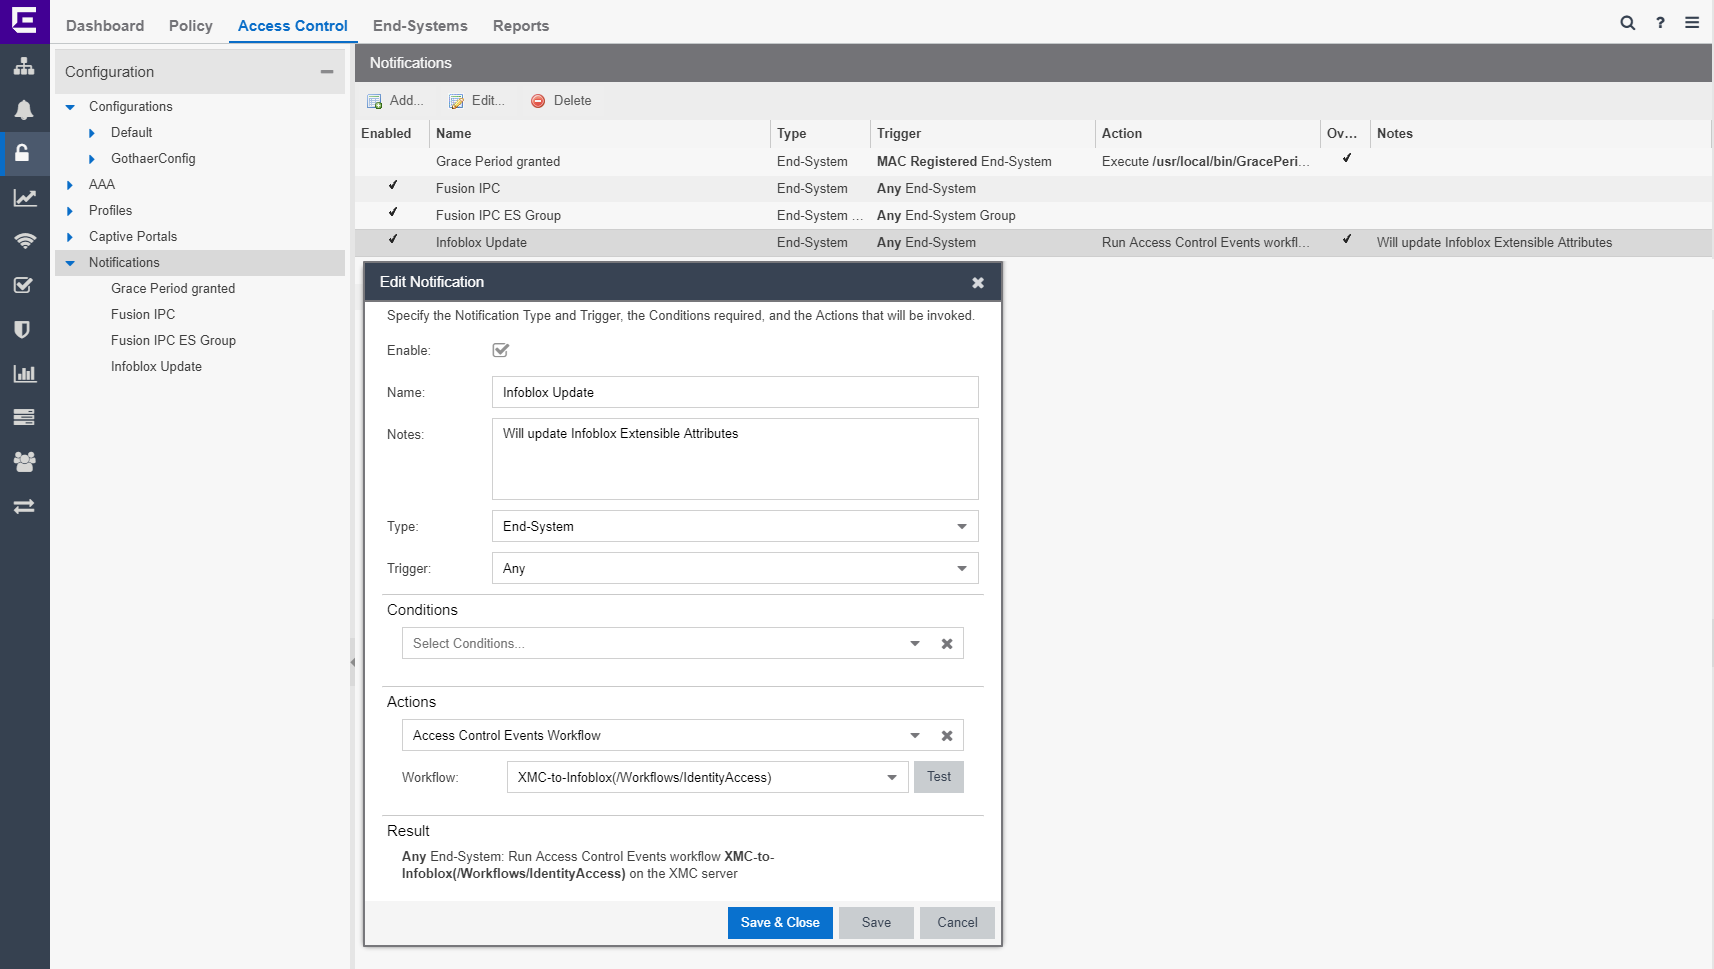 Dashboard Policy Access Control End-Systems Reports ?
Configuration
Configurations
Default
GothaerConfig
AAA
Profiles
Captive Portals
Notifications
Grace Period granted
Fusion IPC
Fusion IPC ES Group
Infoblox Update
Notifications
Add... Edit... Delete
Enabled Name Type Trigger Action Ov... Notes
Grace Period granted End-System MAC Registered End-System Execute /usr/local/bin/GracePeri...
Fusion IPC End-System Any End-System
Fusion IPC ES Group End-System ... Any End-System Group
Infoblox Update End-System Any End-System Run Access Control Events workfl... Will update Infoblox Extensible Attributes
Edit Notification
Specify the Notification Type and Trigger, the Conditions required, and the Actions that will be invoked.
Enable:
Name: Infoblox Update
Notes: Will update Infoblox Extensible Attributes
Type: End-System
Trigger: Any
Conditions
Select Conditions...
Actions
Access Control Events Workflow
Workflow: XMC-to-Infoblox(/Workflows/IdentityAccess) Test
Result
Any End-System: Run Access Control Events workflow XMC-to-
Infoblox(/Workflows/IdentityAccess) on the XMC server
Save & Close Save Cancel